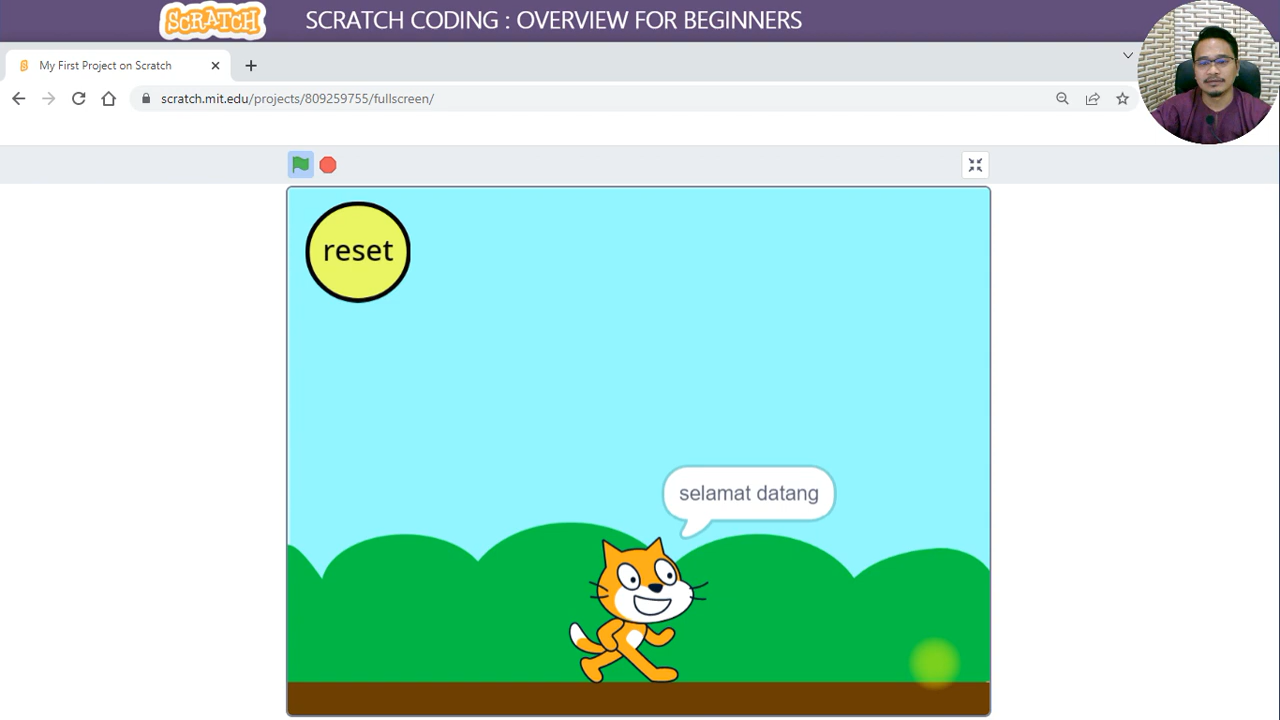 SCRATCH
SCRATCH CODING : OVERVIEW FOR BEGINNERS
My First Project on Scratch
scratch.mit.edu/projects/809259755/fullscreen/
reset
selamat datang